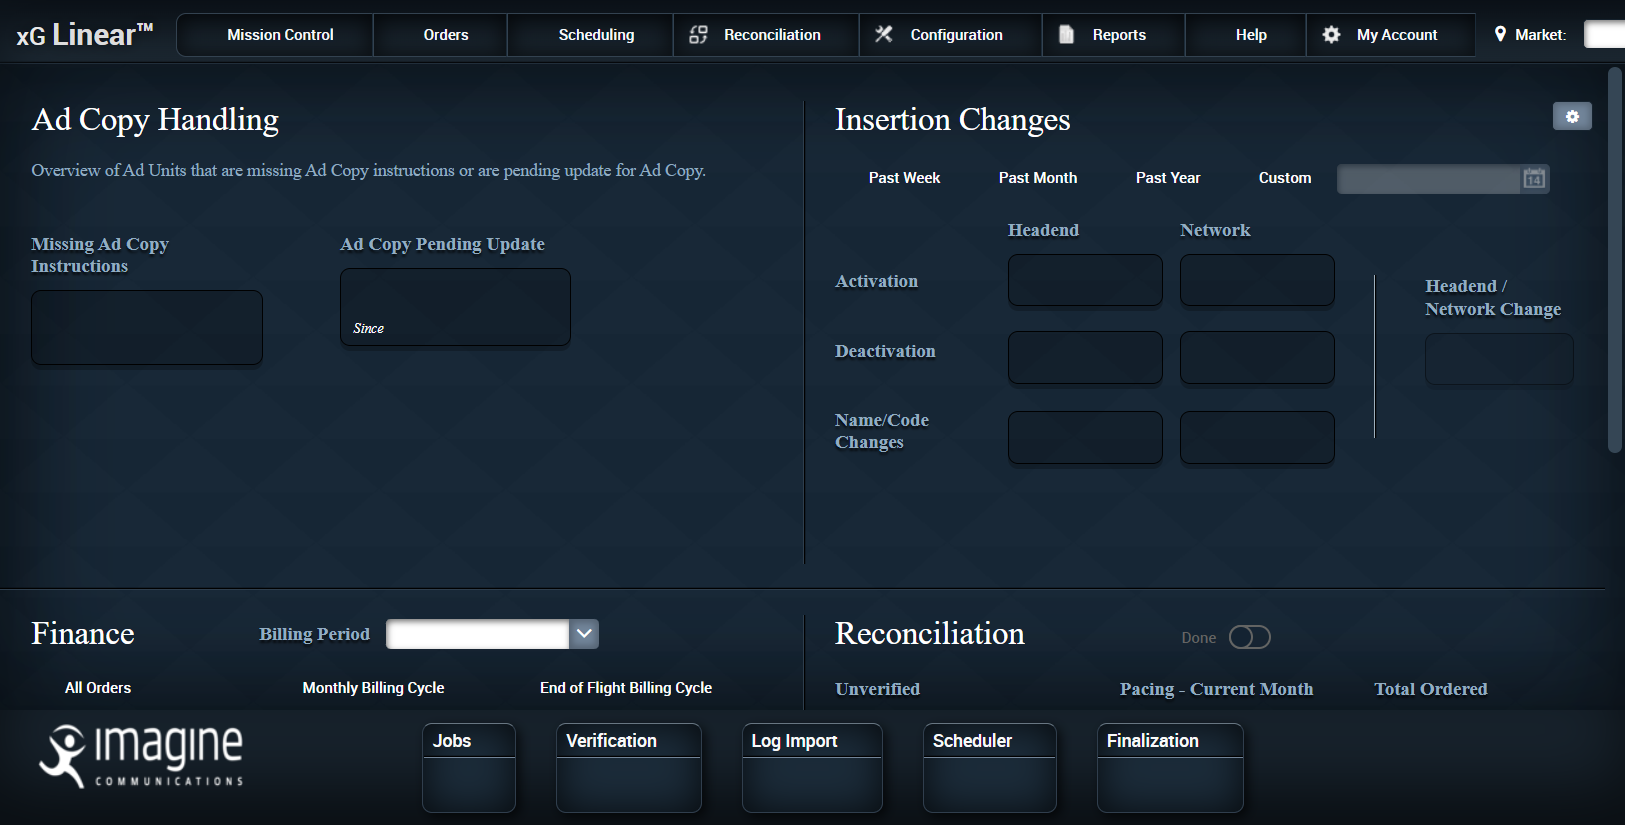 xG Linear™
Mission Control
Orders
Scheduling
Reconciliation
Configuration
Reports
Help
My Account
Market:
Ad Copy Handling
Overview of Ad Units that are missing Ad Copy instructions or are pending update for Ad Copy.
Missing Ad Copy
Instructions
Ad Copy Pending Update
Since
Insertion Changes
Past Week
Past Month
Past Year
Custom
14
Headend
Network
Activation
Deactivation
Name/Code
Changes
Headend /
Network Change
Finance
Billing Period
All Orders
Monthly Billing Cycle
End of Flight Billing Cycle
Reconciliation
Done
Unverified
Pacing - Current Month
Total Ordered
imagine
COMMUNICATIONS
Jobs
Verification
Log Import
Scheduler
Finalization